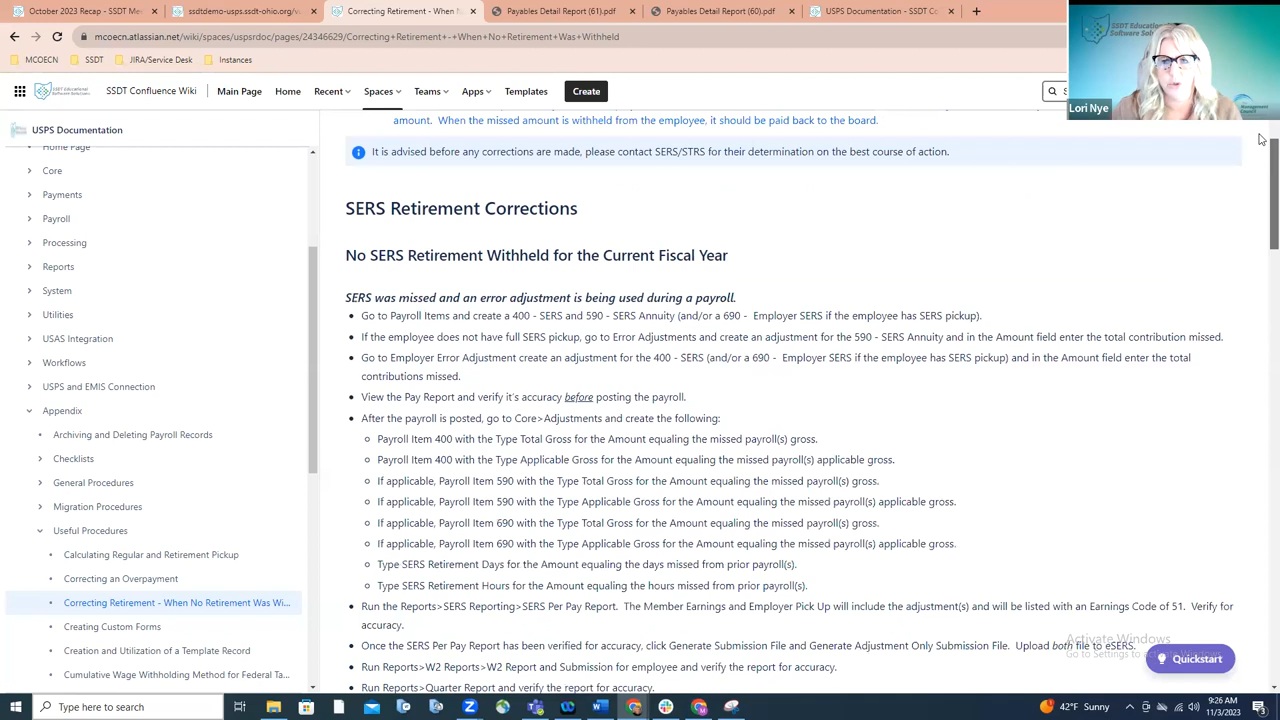 October 2023 - SSDT Me
ssdtdemo-usps.ssdt-ohio.org/v
Correcting Retirement - When N
Payables Detail Report (61).pdf
Payables Detail Report (60).pdf
USPS Documentation - SSDT Co
mcoecn.atlassian.net/wiki/spaces/uspsrdoc/pages/24346629/Correcting+Retirement+-+When+No+Retirement+Was+Withheld
MCOECN
SSDT
JIRA/Service Desk
Instances
SSDT Educational
Software Solu
Lori Nye
SSDT Confluence Wiki
Main Page
Home
Recent
Spaces
Teams
Apps
Templates
Create
USPS Documentation
Home Page
Core
Payments
Payroll
Processing
Reports
System
Utilities
USAS Integration
Workflows
USPS and EMIS Connection
Appendix
Archiving and Deleting Payroll Records
Checklists
General Procedures
Migration Procedures
Useful Procedures
Calculating Regular and Retirement Pickup
Correcting an Overpayment
Correcting Retirement - When No Retirement Was Wi...
Creating Custom Forms
Creation and Utilization of a Template Record
Cumulative Wage Withholding Method for Federal Ta...
amount. When the missed amount is withheld from the employee, it should be paid back to the board.
It is advised before any corrections are made, please contact SERS/STRS for their determination on the best course of action.
SERS Retirement Corrections
No SERS Retirement Withheld for the Current Fiscal Year
SERS was missed and an error adjustment is being used during a payroll.
• Go to Payroll Items and create a 400 - SERS and 590 - SERS Annuity (and/or a 690 - Employer SERS if the employee has SERS pickup).
• If the employee does not have full SERS pickup, go to Error Adjustments and create an adjustment for the 590 - SERS Annuity and in the Amount field enter the total contribution missed.
• Go to Employer Error Adjustment create an adjustment for the 400 - SERS (and/or a 690 - Employer SERS if the employee has SERS pickup) and in the Amount field enter the total
contributions missed.
• View the Pay Report and verify it's accuracy before posting the payroll.
• After the payroll is posted, go to Core>Adjustments and create the following:
Payroll Item 400 with the Type Total Gross for the Amount equaling the missed payroll(s) gross.
Payroll Item 400 with the Type Applicable Gross for the Amount equaling the missed payroll(s) applicable gross.
If applicable, Payroll Item 590 with the Type Total Gross for the Amount equaling the missed payroll(s) gross.
If applicable, Payroll Item 590 with the Type Applicable Gross for the Amount equaling the missed payroll(s) applicable gross.
If applicable, Payroll Item 690 with the Type Total Gross for the Amount equaling the missed payroll(s) gross.
If applicable, Payroll Item 690 with the Type Applicable Gross for the Amount equaling the missed payroll(s) applicable gross.
Type SERS Retirement Days for the Amount equaling the days missed from prior payroll(s).
Type SERS Retirement Hours for the Amount equaling the hours missed from prior payroll(s).
• Run the Reports>SERS Reporting>SERS Per Pay Report. The Member Earnings and Employer Pick Up will include the adjustment(s) and will be listed with an Earnings Code of 51. Verify for
accuracy.
• Once the SERS Per Pay Report has been verified for accuracy, click Generate Submission File and Generate Adjustment Only Submission File. Upload both file to eSERS.
• Run Reports>W2 Reports>W2 Report and Submission for employee and verify the report for accuracy.
• Run Reports>Quarter Report and verify the report for accuracy.
Activate Windows
Go to Settings to activate Windows.
Quickstart
Type here to search
42°F Sunny
9:26 AM
11/3/2023